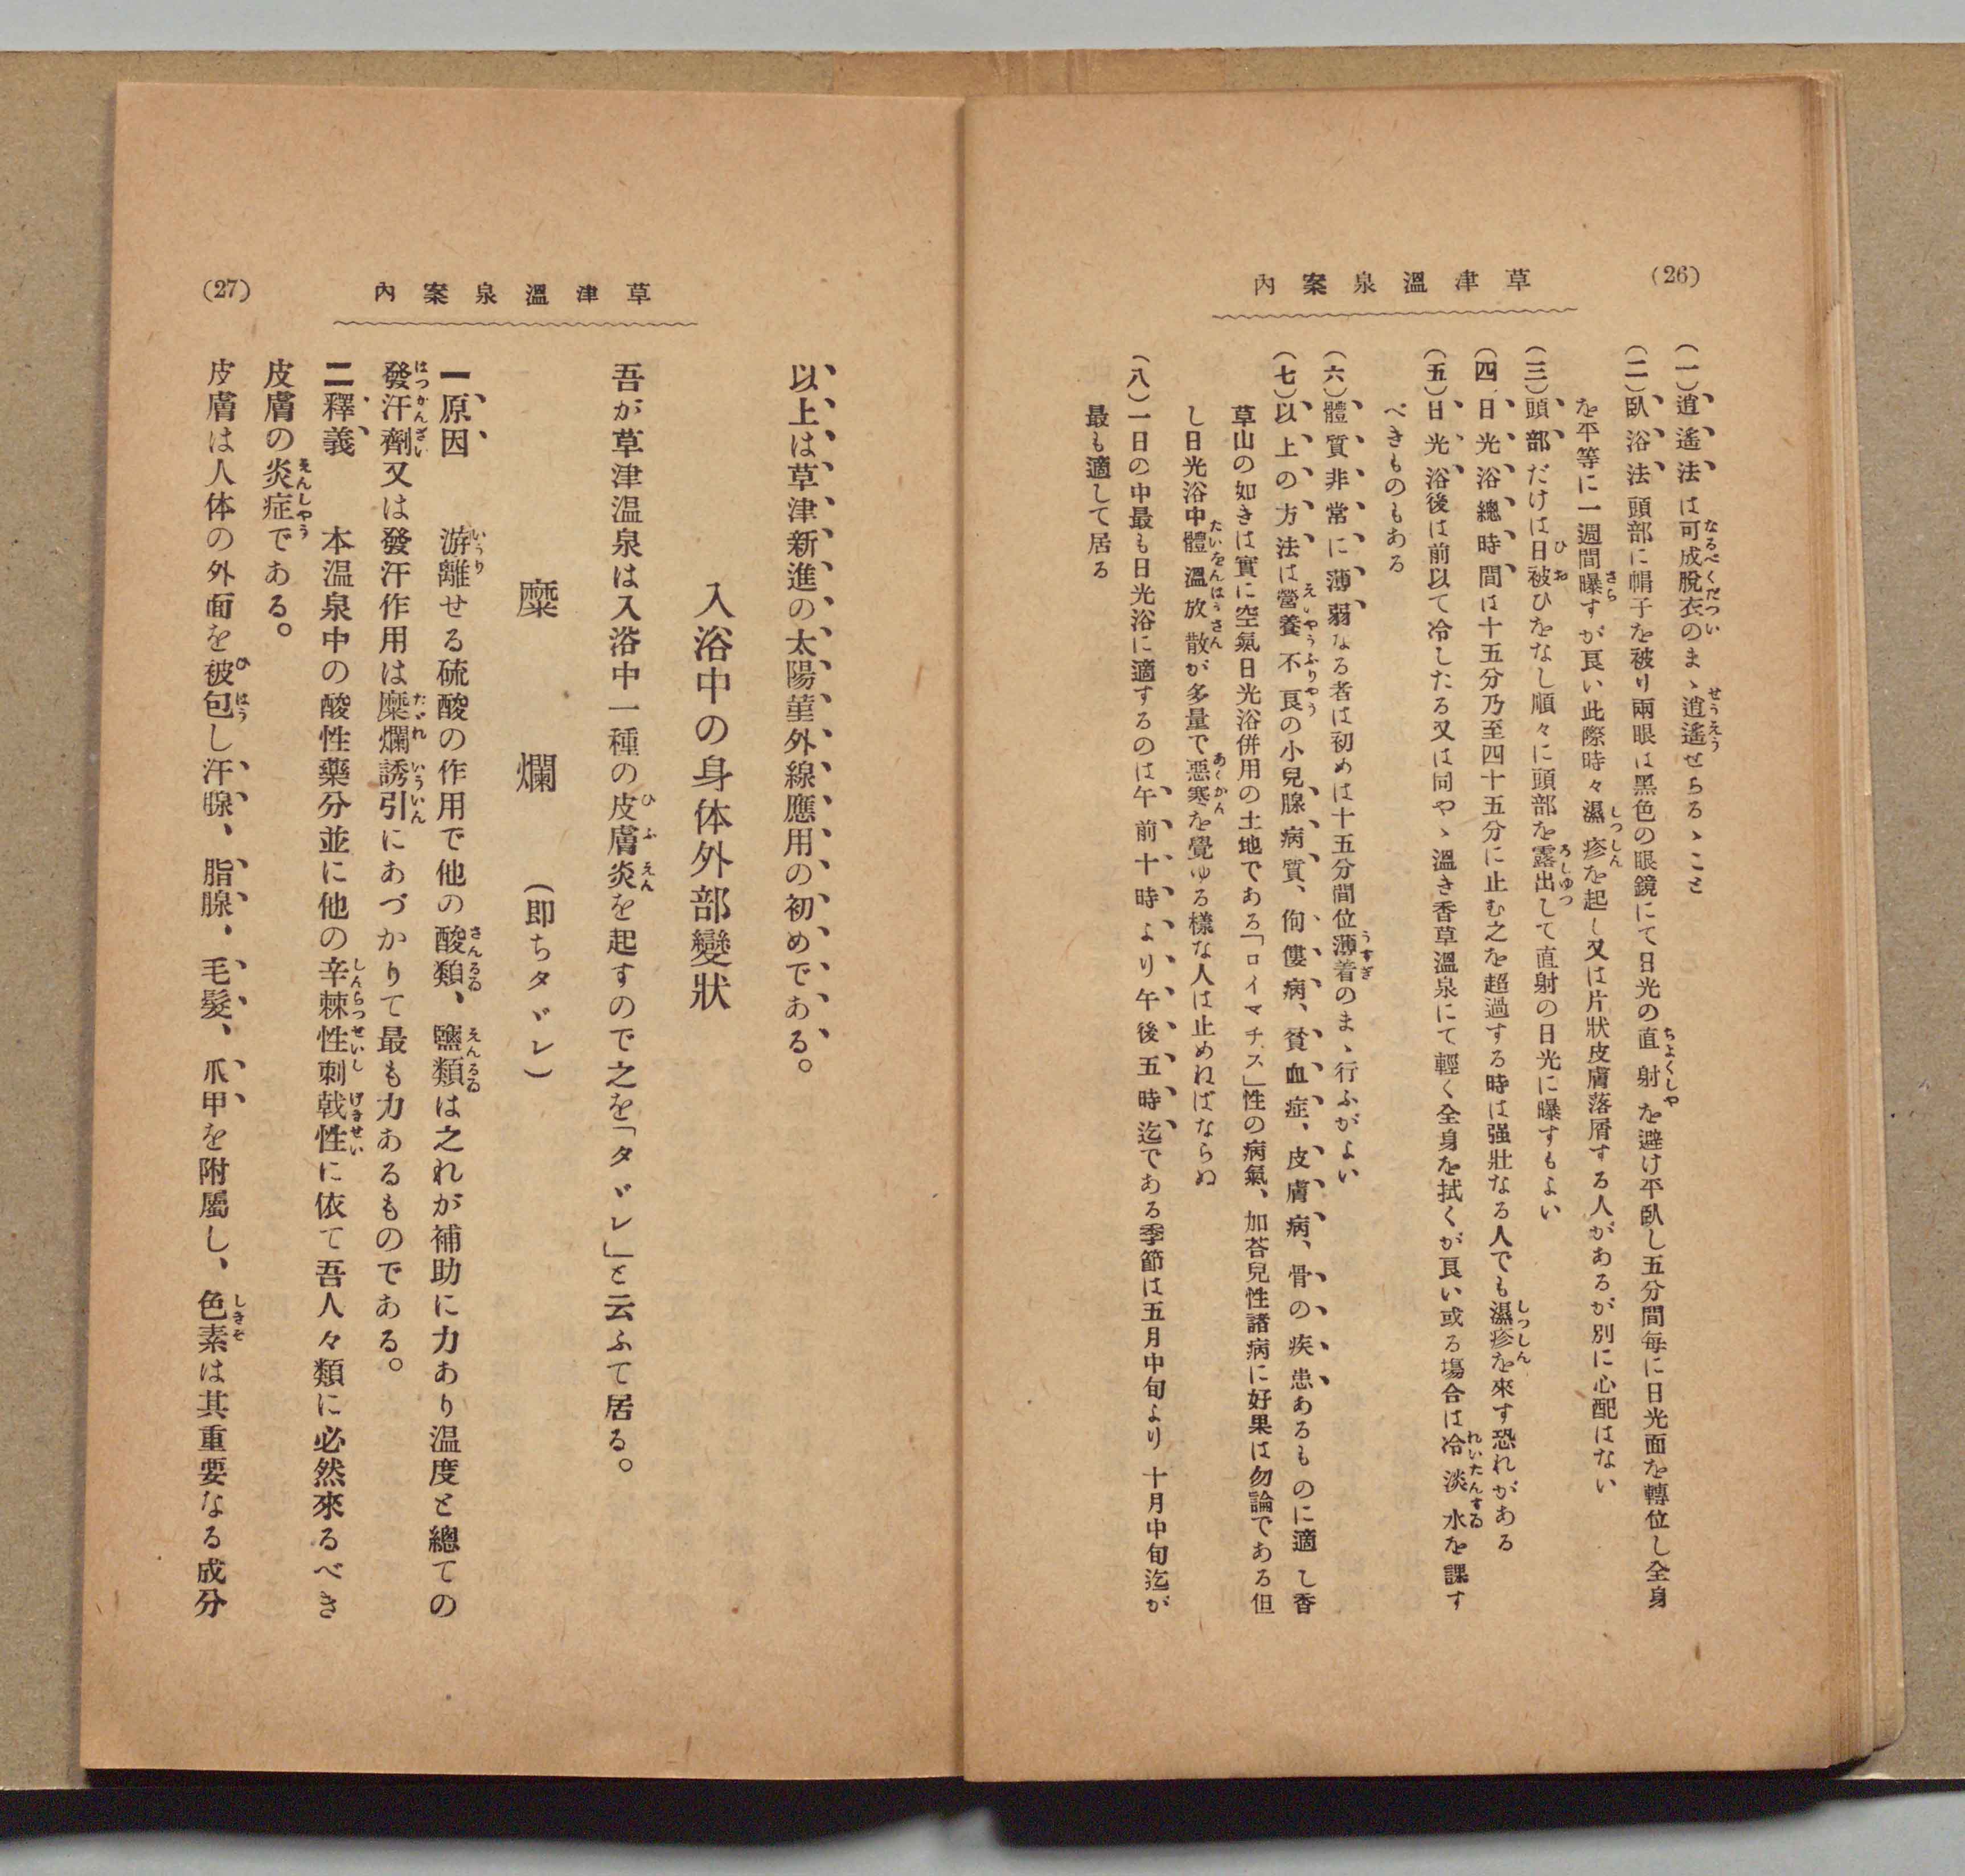 (26)
草津溫泉案內
(一)逍遙法は可成脫衣のまゝ逍遙せらるゝこと
(二)臥浴法頭部に帽子を被り兩眼は黑色の眼鏡にて日光の直射を避け平臥し五分間每に日光面を轉位し全身
を平等に一週間曝すが良い此際時々濕疹を起し又は片狀皮膚落屑する人があるが別に心配はない
(三)頭部だけは日被ひをなし順々に頭部を露出して直射の日光に曝すもよい
(四)日光浴總時間は十五分乃至四十五分に止む之を超過する時は强壯なる人でも濕疹を來す恐れがある
(五)日光浴後は前以て冷したる又は同やゝ溫き香草溫泉にて輕く全身を拭くが良い或る場合は冷淡水を課す
べきものもある
(六)體質非常に薄弱なる者は初めは十五分間位薄着のまゝ行ふがよい
(七)以上の方法は營養不良の小兒腺病質、佝僂病、貧血症、皮膚病、骨の疾患あるものに適し香
草山の如きは實に空氣日光浴併用の土地である「ロイマチス」性の病氣、加答兒性諸病に好果は勿論である但
し日光浴中體溫放散が多量で惡寒を覺ゆる樣な人は止めねばならぬ
(八)一日の中最も日光浴に適するのは午前十時より午後五時迄である季節は五月中旬より十月中旬迄が
最も適して居る
草津溫泉案內
(27)
以上は草津新進の太陽菫外線應用の初めである。
入浴中の身体外部變狀
吾が草津温泉は入浴中一種の皮膚炎を起すので之を「タヾレ」と云ふて居る。
糜爛(即ちタヾレ)
一、原因 游離せる硫酸の作用で他の酸類、鹽類は之れが補助に力あり温度と總ての
發汗劑又は發汗作用は糜爛誘引にあづかりて最も力あるものである。
二、釋義 本温泉中の酸性藥分並に他の辛棘性刺戟性に依て吾人々類に必然來るべき
皮膚の炎症である。
皮膚は人体の外面を被包し汗腺、脂腺、毛髮、爪甲を附屬し、色素は其重要なる成分